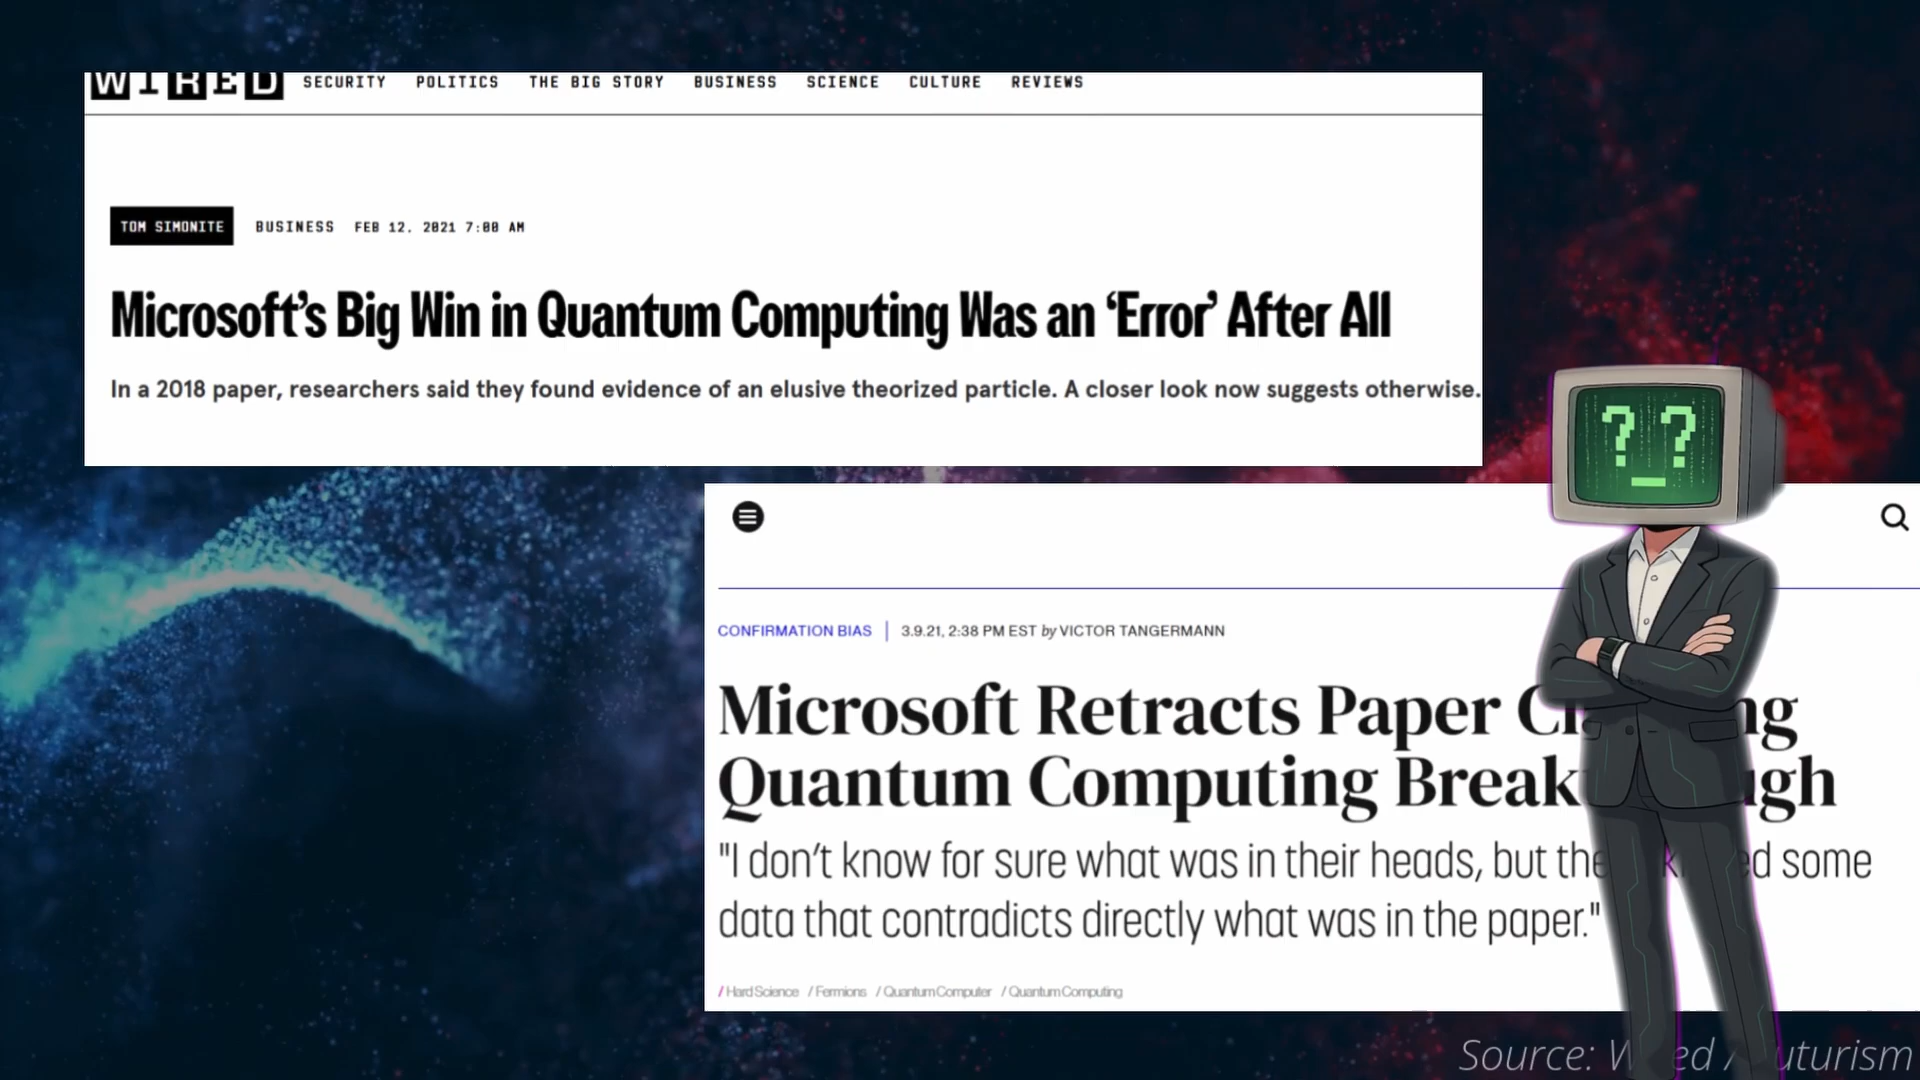 WIRED SECURITY POLITICS THE BIG STORY BUSINESS SCIENCE CULTURE REVIEWS
TOM SIMONITE BUSINESS FEB 12, 2021 7:00 AM
Microsoft’s Big Win in Quantum Computing Was an ‘Error’ After All
In a 2018 paper, researchers said they found evidence of an elusive theorized particle. A closer look now suggests otherwise.
? ?
CONFIRMATION BIAS | 3.9.21, 2:38 PM EST by VICTOR TANGERMANN
Microsoft Retracts Paper
Quantum Computing
"I don’t know for sure what was in their heads, but some
data that contradicts directly what was in the paper."
/ Hard Science / Fermions / Quantum Computer / Quantum Computing
Source: